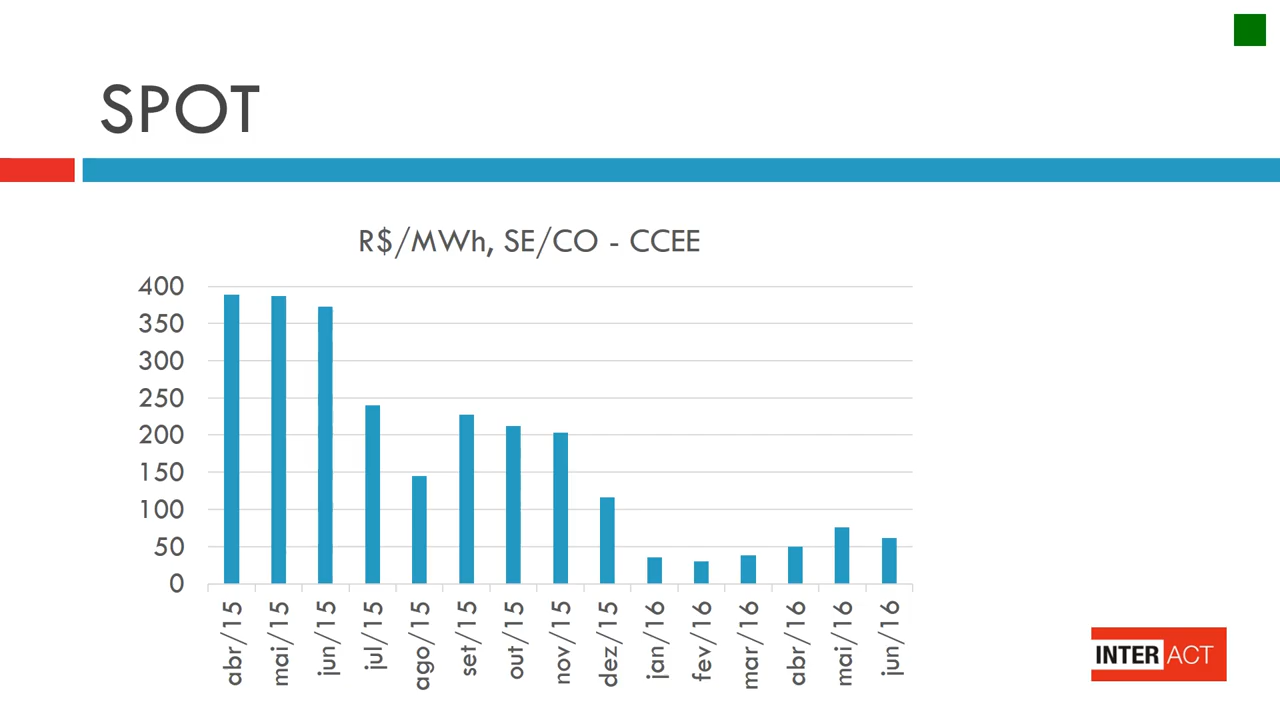 SPOT
R$/MWh, SE/CO - CCEE
400
350
300
250
200
150
100
50
0
abr/15
mai/15
jun/15
jul/15
ago/15
set/15
out/15
nov/15
dez/15
jan/16
fev/16
mar/16
abr/16
mai/16
jun/16
INTERACT